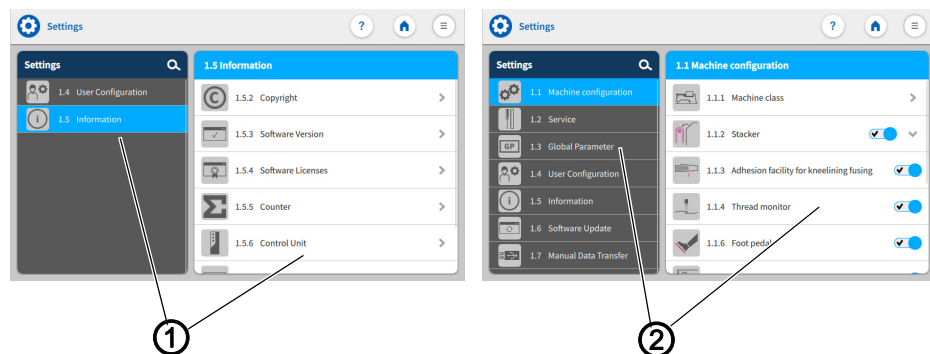 Settings
?
Settings
1.4 User Configuration
1.5 Information
1.5 Information
1.5.2 Copyright
1.5.3 Software Version
1.5.4 Software Licenses
1.5.5 Counter
1.5.6 Control Unit
1
Settings
?
Settings
1.1 Machine configuration
1.2 Service
GP 1.3 Global Parameter
1.4 User Configuration
1.5 Information
1.6 Software Update
1.7 Manual Data Transfer
1.1 Machine configuration
1.1.1 Machine class
1.1.2 Stacker
1.1.3 Adhesion facility for kneelining fusing
1.1.4 Thread monitor
1.1.6 Foot pedal
2